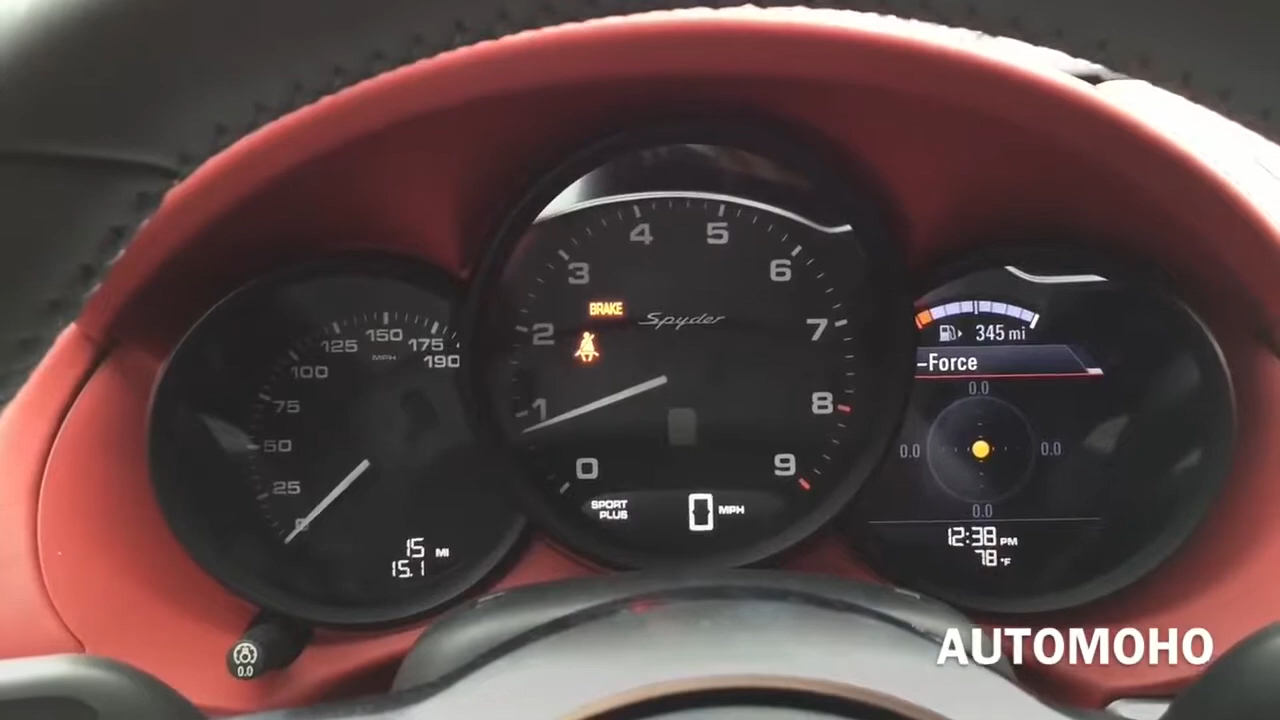 4 5
3 6
BRAKE
Spyder
2 7
1 8
0 9
SPORT
PLUS
0 MPH
125 150 175
MPH
190
100
75
50
25
0
15 MI
15.1
0.0
345 mi
-Force
0.0
0.0 0.0
0.0
12:38 PM
78 °F
AUTOMOHO